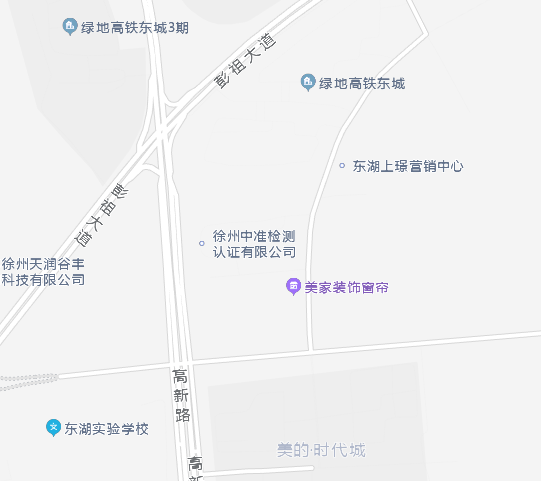 绿地高铁东城3期
彭祖大道
绿地高铁东城
东湖上璟营销中心
彭祖大道
徐州中准检测
认证有限公司
徐州天润谷丰
科技有限公司
美家装饰窗帘
高新路
东湖实验学校
美的·时代城
高新